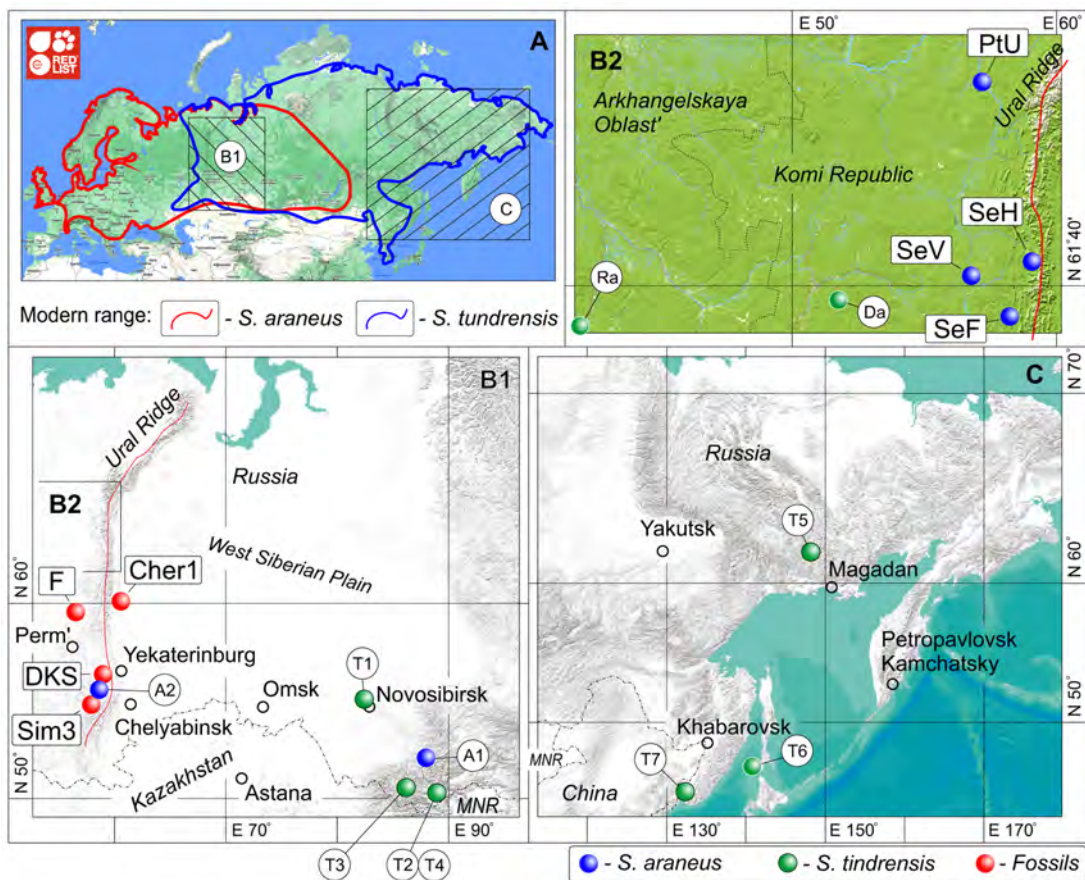 A
RED
LIST
B1
C
Modern range:
- S. araneus
- S. tundrensis
E 50°
E 60°
B2
PtU
Arkhangelskaya
Oblast'
Ural Ridge
Komi Republic
SeH
SeV
N 61°40'
Ra
Da
SeF
B1
Ural Ridge
Russia
B2
West Siberian Plain
N 60°
F
Cher1
Perm'
Yekaterinburg
DKS
A2
T1
Omsk
Novosibirsk
Sim3
Chelyabinsk
A1
N 50°
Kazakhstan
Astana
MNR
E 70°
E 90°
T3
T2
T4
C
N 70°
Russia
T5
Yakutsk
Magadan
N 60°
Petropavlovsk
Kamchatsky
Khabarovsk
N 50°
MNR
T7
T6
China
E 130°
E 150°
E 170°
- S. araneus
- S. tindrensis
- Fossils